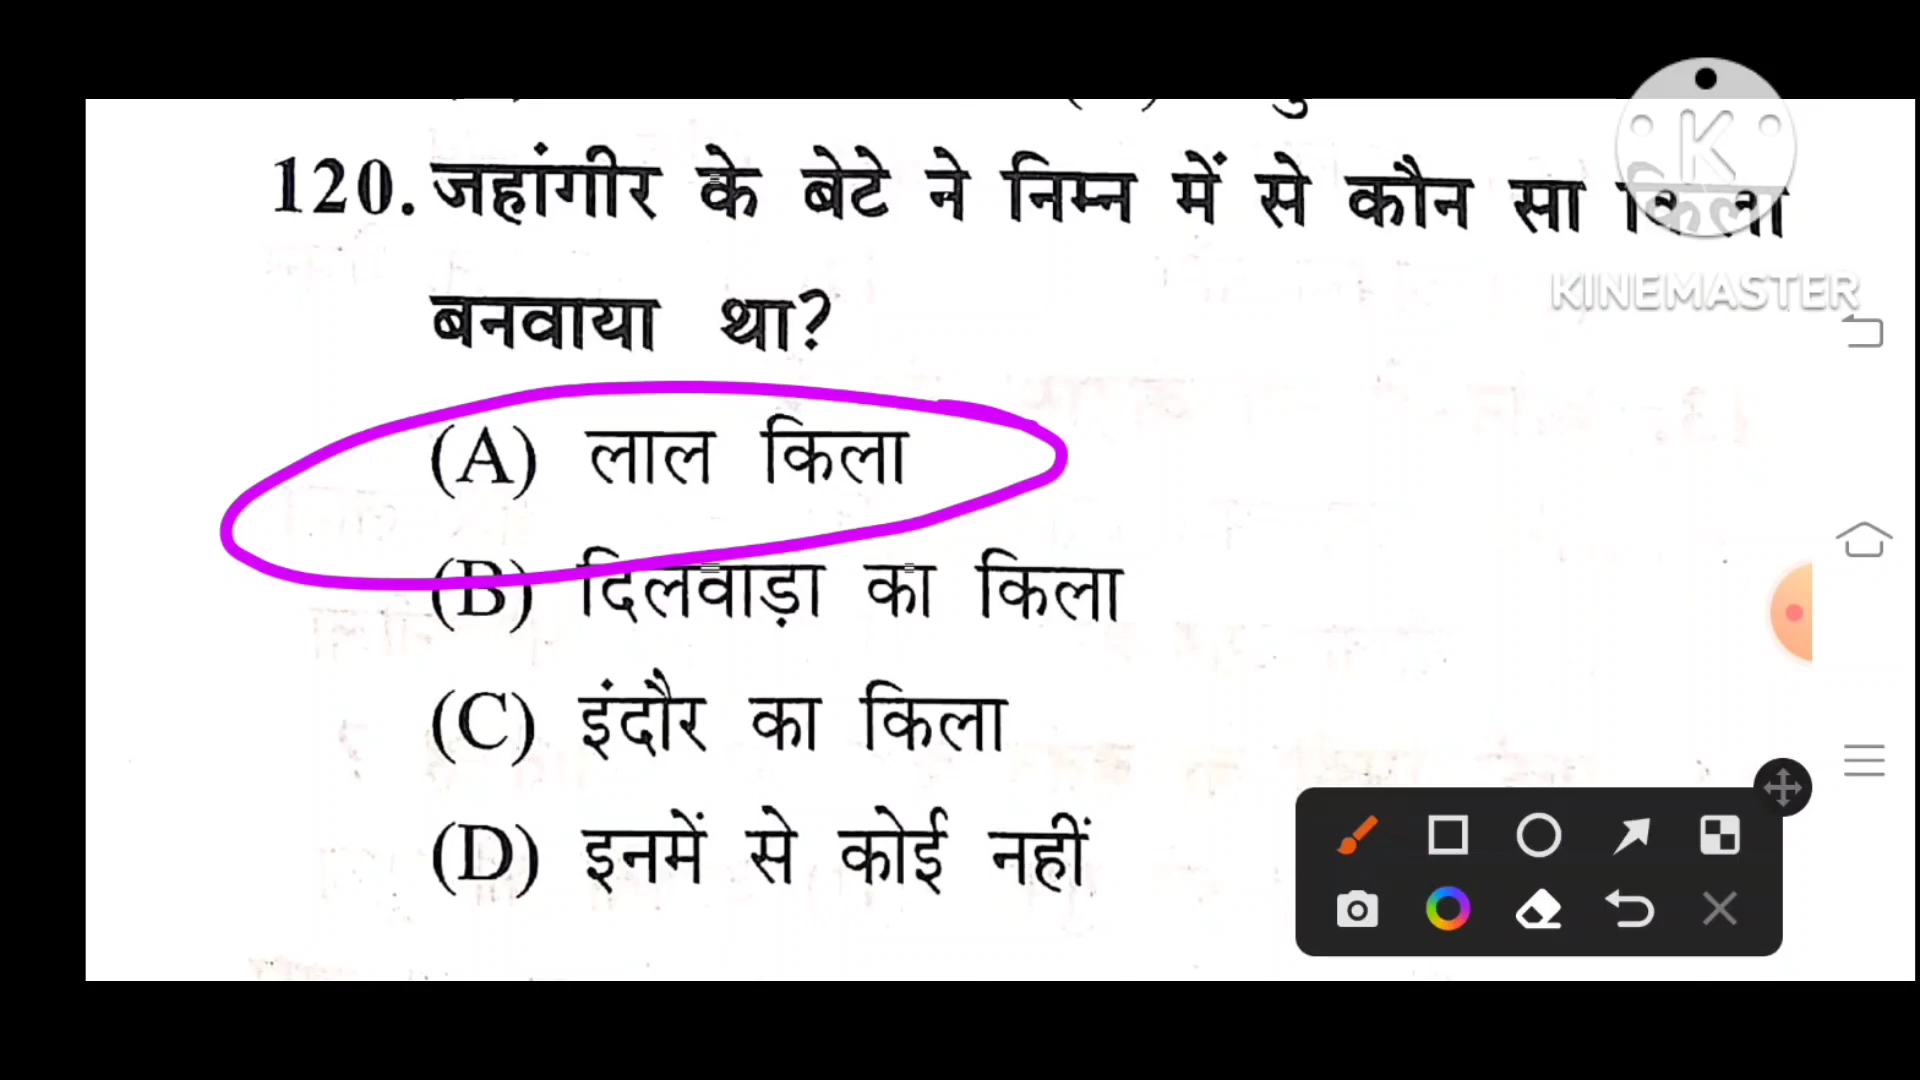 120. जहांगीर के बेटे ने निम्न में से कौन सा
बनवाया था?
(A) लाल किला
(B) दिलवाड़ा का किला
(C) इंदौर का किला
(D) इनमें से कोई नहीं
K
KINEMASTER